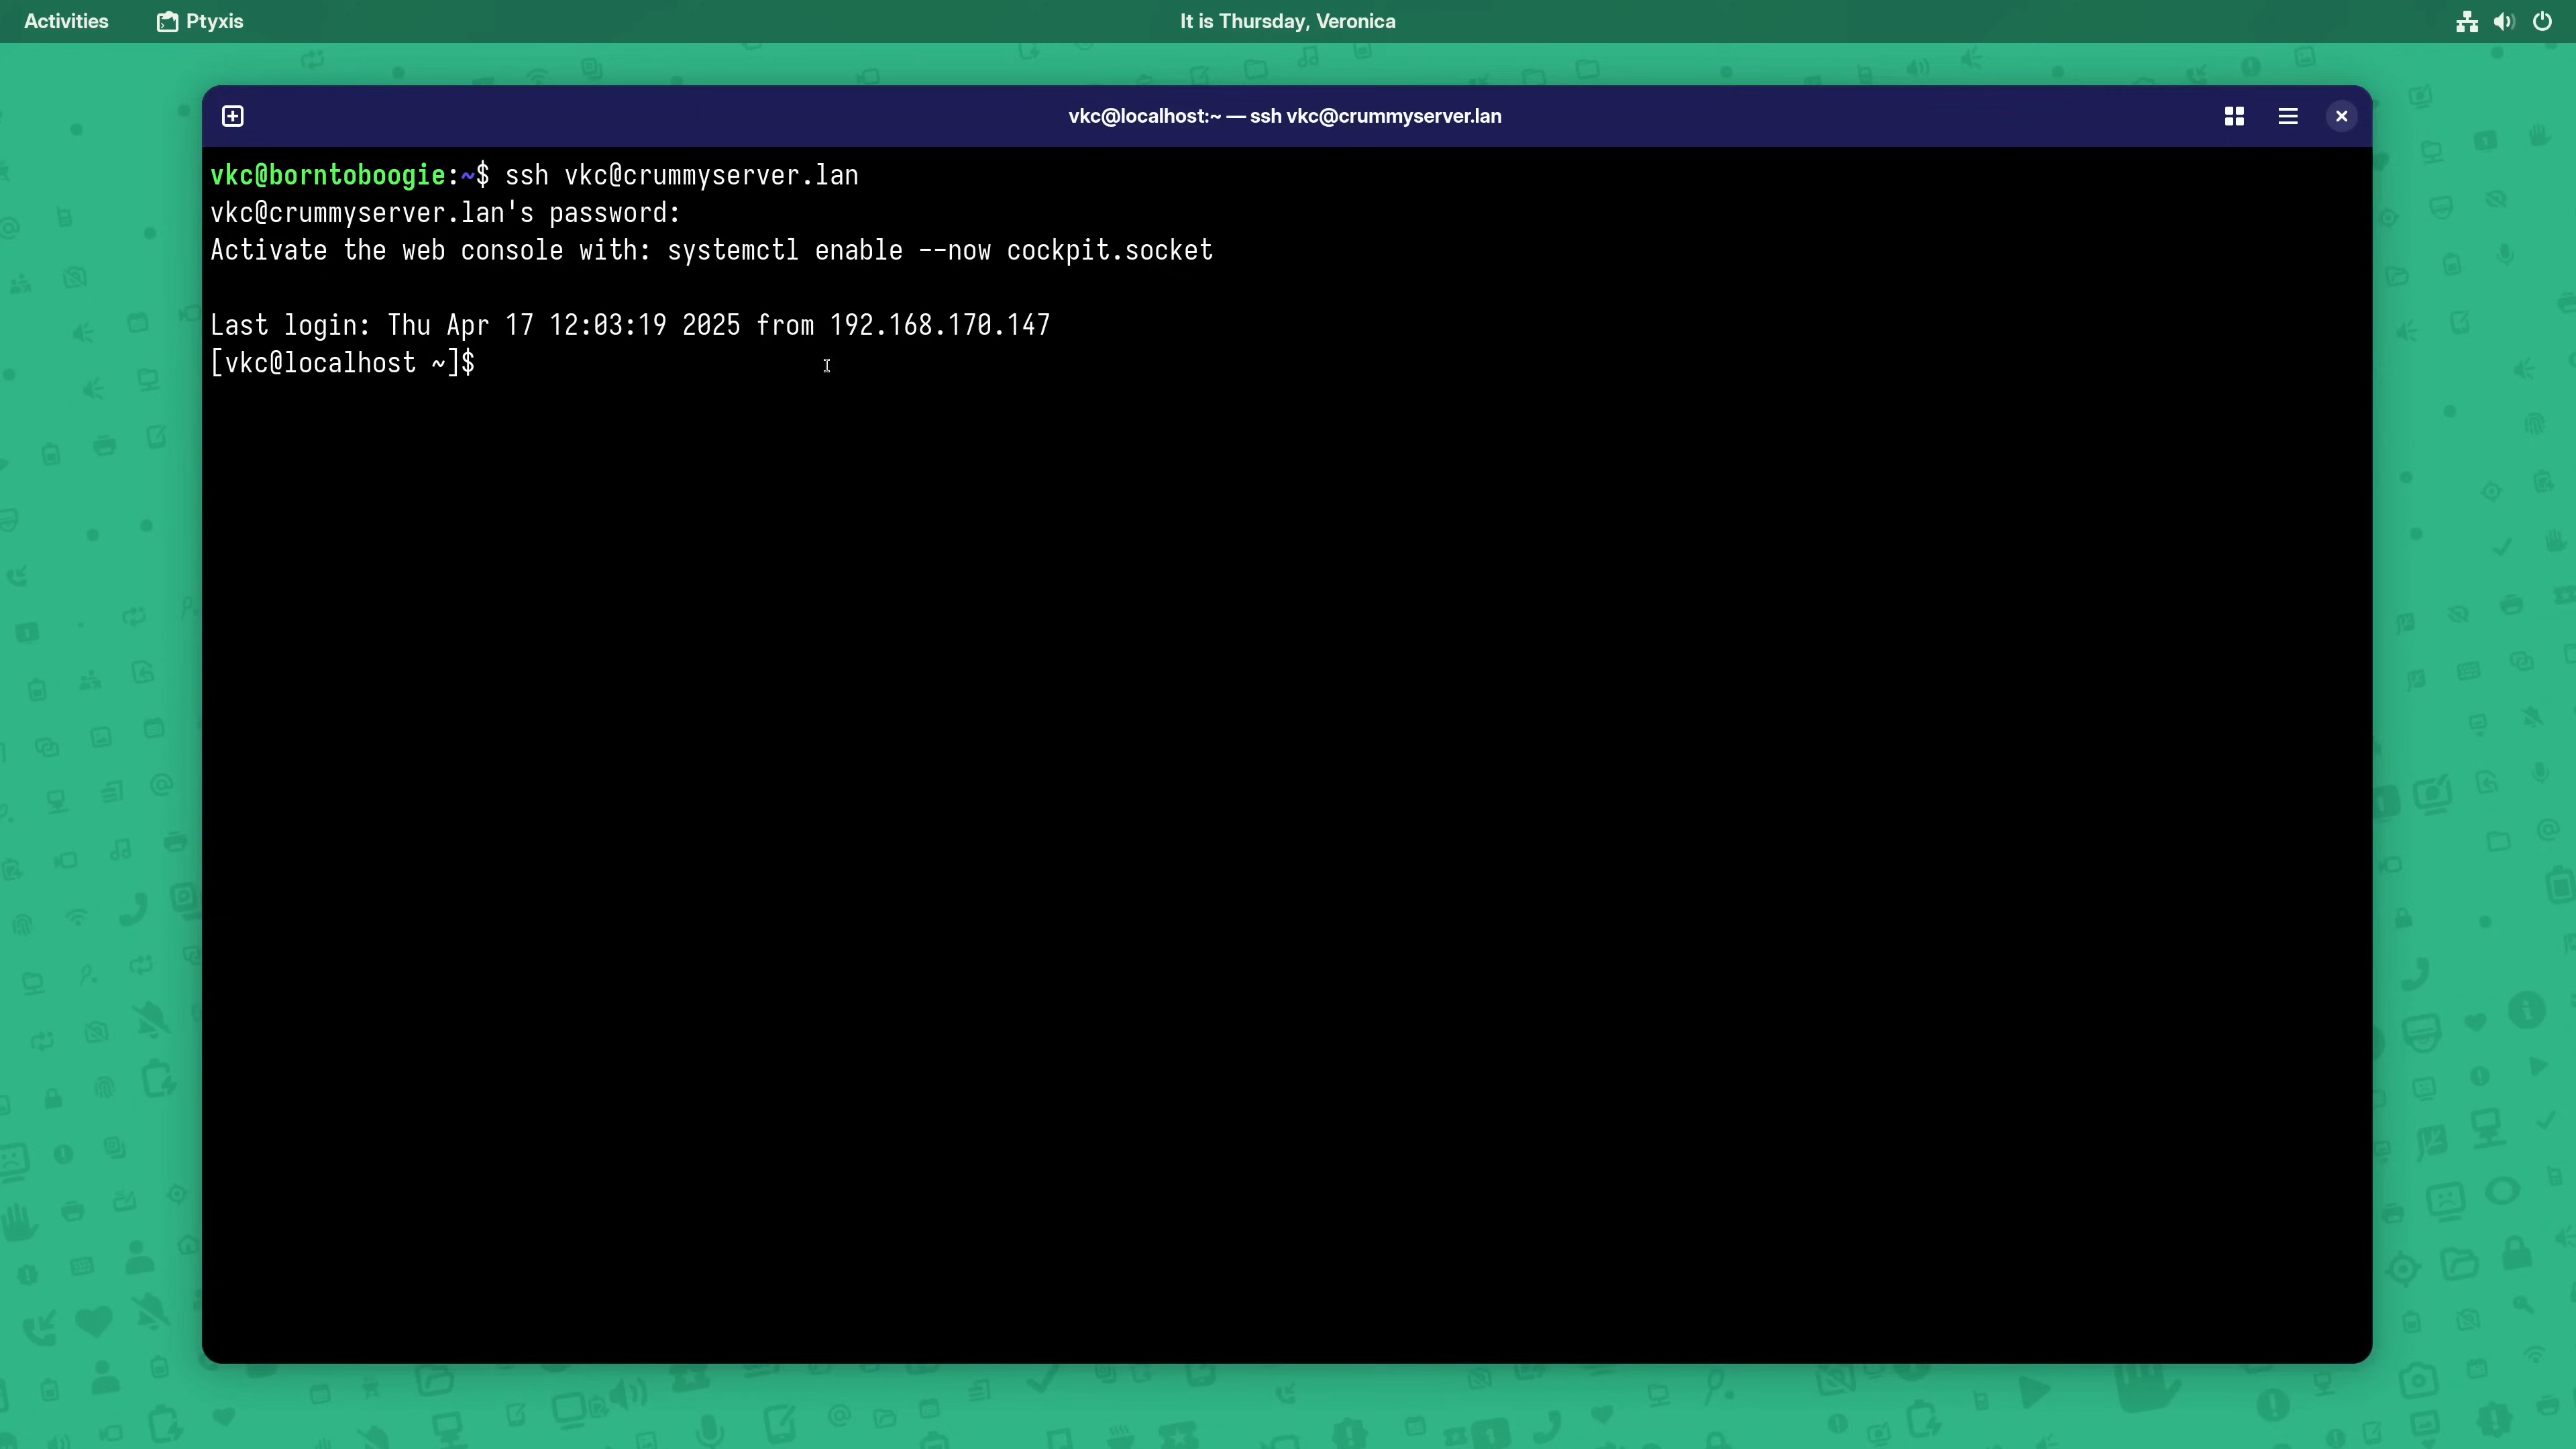 Activities
Ptyxis
It is Thursday, Veronica
vkc@localhost:~ — ssh vkc@crummyserver.lan
vkc@borntoboogie:~$ ssh vkc@crummyserver.lan
vkc@crummyserver.lan's password:
Activate the web console with: systemctl enable --now cockpit.socket
Last login: Thu Apr 17 12:03:19 2025 from 192.168.170.147
[vkc@localhost ~]$